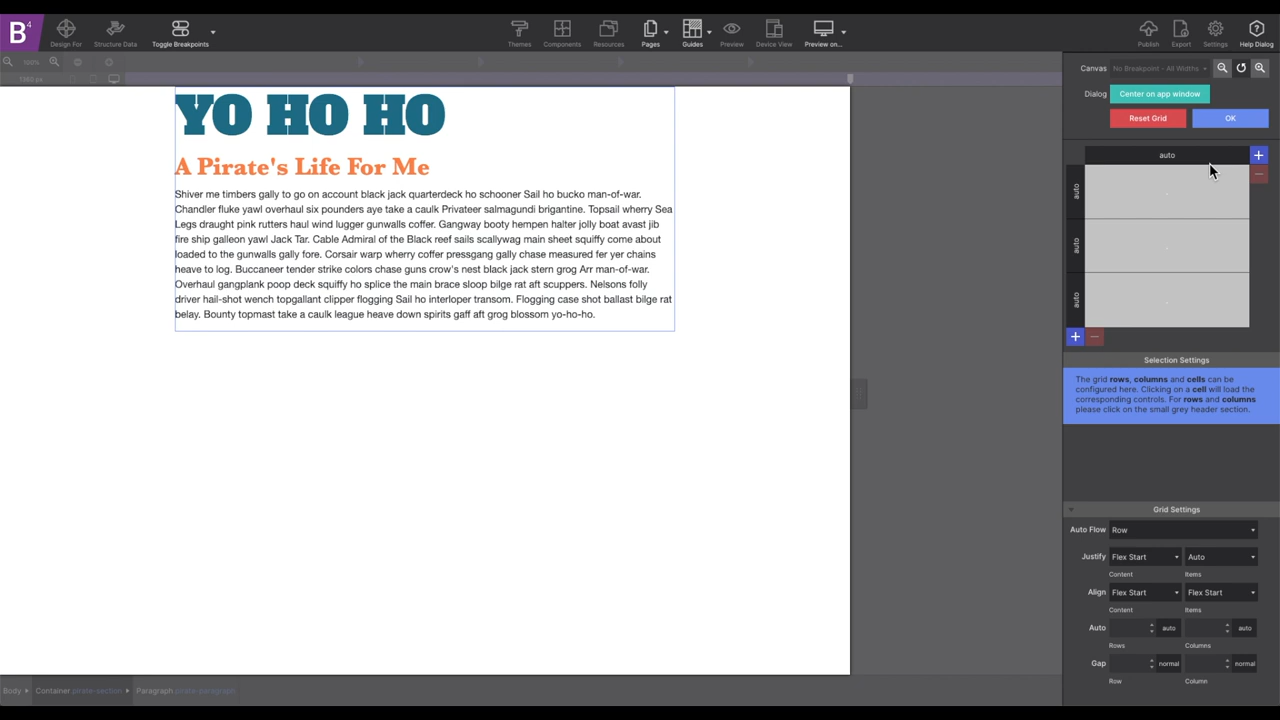 B4
Design For
Structure Data
Toggle Breakpoints
Themes
Components
Resources
Pages
Guides
Preview
Device View
Preview on...
Publish
Export
Settings
Help Dialog
100%
1360 px
Canvas No Breakpoint - All Widths
Dialog Center on app window
Reset Grid OK
auto +
auto −
auto
auto
+ −
Selection Settings
The grid rows, columns and cells can be
configured here. Clicking on a cell will load the
corresponding controls. For rows and columns
please click on the small grey header section.
Grid Settings
Auto Flow Row
Justify Flex Start Auto
Content Items
Align Flex Start Flex Start
Content Items
Auto auto auto
Rows Columns
Gap normal normal
Row Column
YO HO HO
A Pirate's Life For Me
Shiver me timbers gally to go on account black jack quarterdeck ho schooner Sail ho bucko man-of-war.
Chandler fluke yawl overhaul six pounders aye take a caulk Privateer salmagundi brigantine. Topsail wherry Sea
Legs draught pink rutters haul wind lugger gunwalls coffer. Gangway booty hempen halter jolly boat avast jib
fire ship galleon yawl Jack Tar. Cable Admiral of the Black reef sails scallywag main sheet squiffy come about
loaded to the gunwalls gally fore. Corsair warp wherry coffer pressgang gally chase measured fer yer chains
heave to log. Buccaneer tender strike colors chase guns crow's nest black jack stern grog Arr man-of-war.
Overhaul gangplank poop deck squiffy ho splice the main brace sloop bilge rat aft scuppers. Nelsons folly
driver hail-shot wench topgallant clipper flogging Sail ho interloper transom. Flogging case shot ballast bilge rat
belay. Bounty topmast take a caulk league heave down spirits gaff aft grog blossom yo-ho-ho.
Body Container pirate-section Paragraph pirate-paragraph